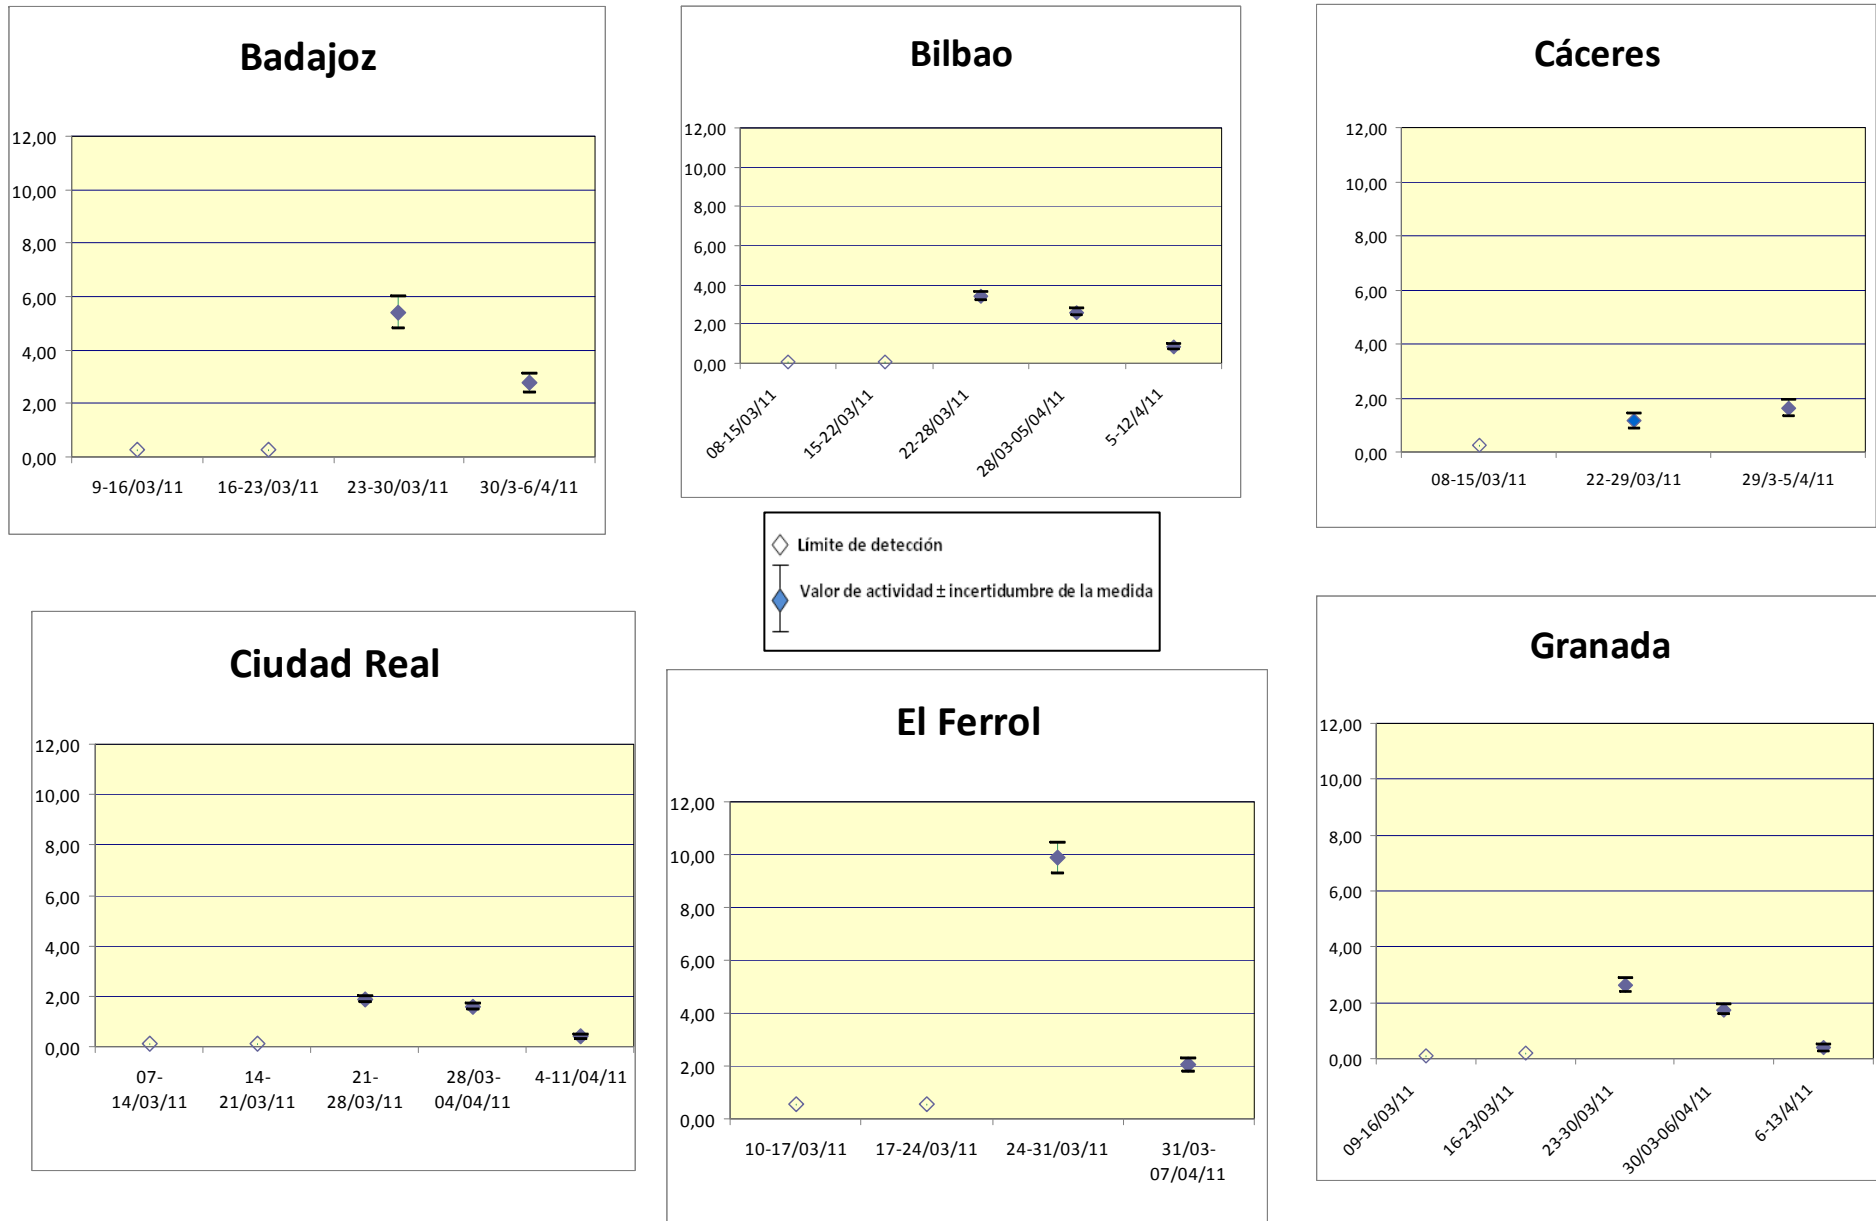 Badajoz
12,00
10,00
8,00
6,00
4,00
2,00
0,00
9-16/03/11 16-23/03/11 23-30/03/11 30/3-6/4/11
Bilbao
12,00
10,00
8,00
6,00
4,00
2,00
0,00
08-15/03/11 15-22/03/11 22-28/03/11 28/03-05/04/11 5-12/4/11
Cáceres
12,00
10,00
8,00
6,00
4,00
2,00
0,00
08-15/03/11 22-29/03/11 29/3-5/4/11
Límite de detección
Valor de actividad ± incertidumbre de la medida
Ciudad Real
12,00
10,00
8,00
6,00
4,00
2,00
0,00
07- 14- 21- 28/03- 4-11/04/11
14/03/11 21/03/11 28/03/11 04/04/11
El Ferrol
12,00
10,00
8,00
6,00
4,00
2,00
0,00
10-17/03/11 17-24/03/11 24-31/03/11 31/03-
07/04/11
Granada
12,00
10,00
8,00
6,00
4,00
2,00
0,00
09-16/03/11 16-23/03/11 23-30/03/11 30/03-06/04/11 6-13/4/11